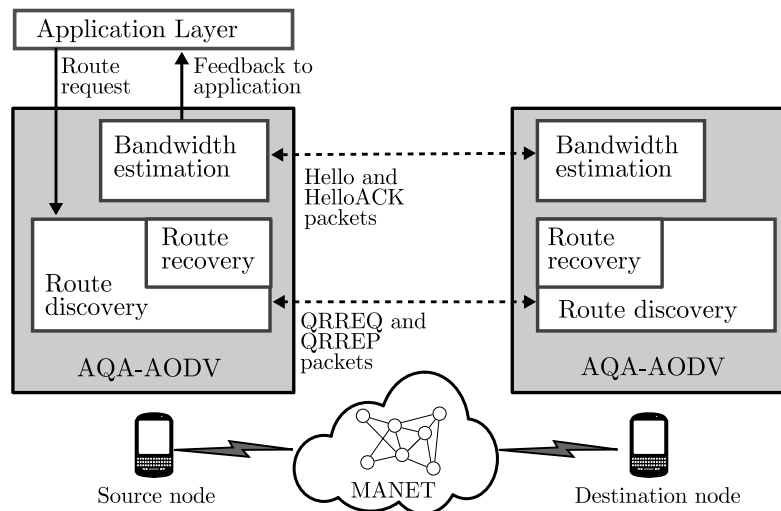 Application Layer
Route
request
Feedback to
application
Bandwidth
estimation
Hello and
HelloACK
packets
Bandwidth
estimation
Route
recovery
Route
discovery
QRREQ and
QRREP
packets
Route
recovery
Route discovery
AQA-AODV
AQA-AODV
MANET
Source node
Destination node